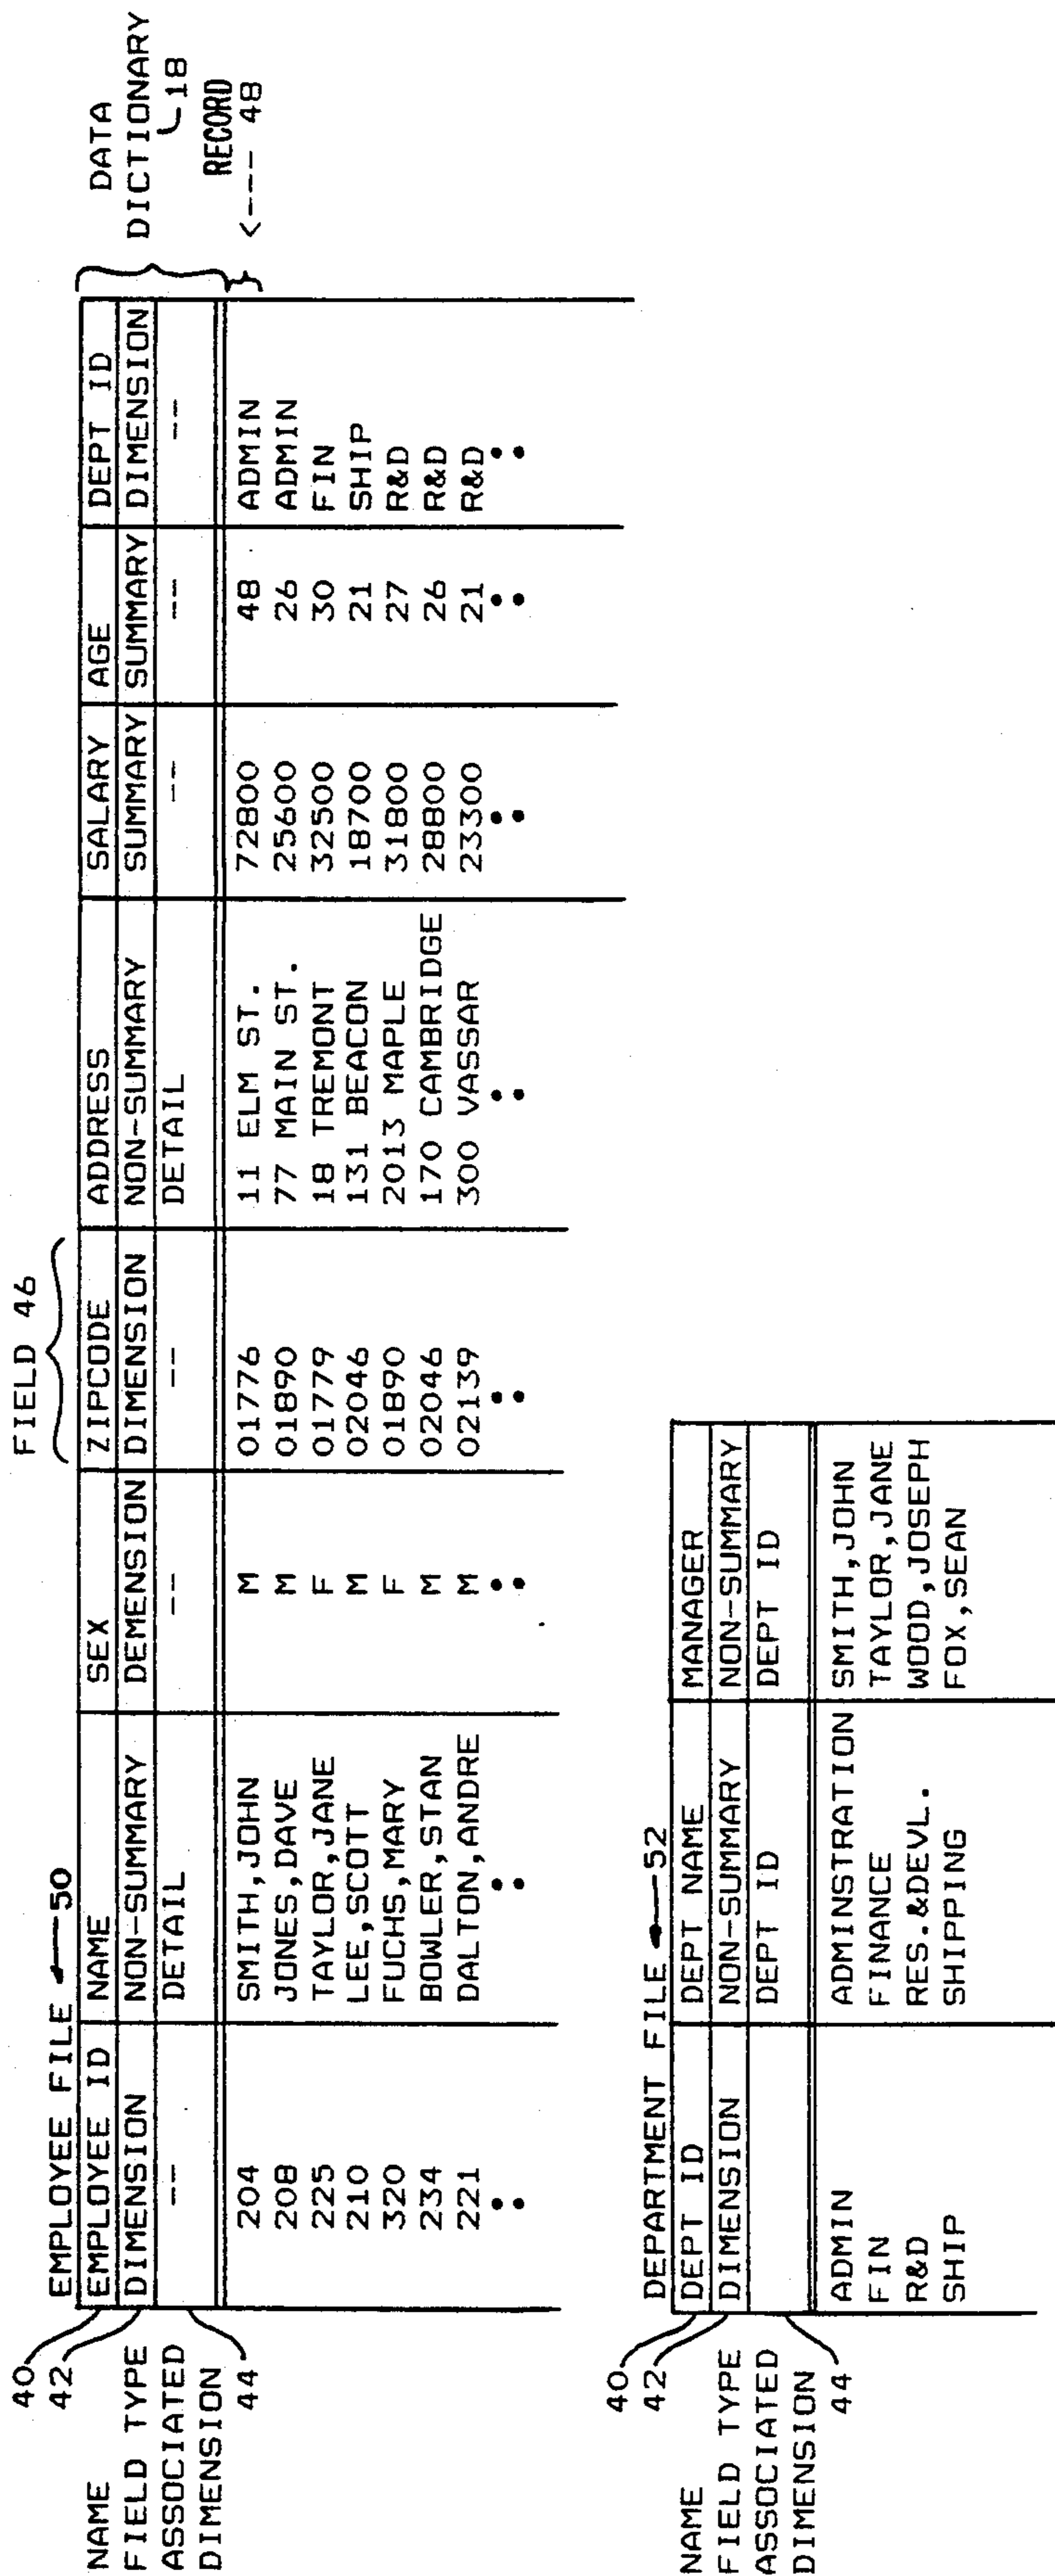 FIELD 46
EMPLOYEE FILE 50
DATA DICTIONARY 18
RECORD <--- 48
40
42
44
NAME EMPLOYEE ID NAME SEX ZIPCODE ADDRESS SALARY AGE DEPT ID
FIELD TYPE DIMENSION NON-SUMMARY DEMENSION DIMENSION NON-SUMMARY SUMMARY SUMMARY DIMENSION
ASSOCIATED DIMENSION -- DETAIL -- -- DETAIL -- -- --
204 SMITH,JOHN M 01776 11 ELM ST. 72800 48 ADMIN
208 JONES,DAVE M 01890 77 MAIN ST. 25600 26 ADMIN
225 TAYLOR,JANE F 01779 18 TREMONT 32500 30 FIN
210 LEE,SCOTT M 02046 131 BEACON 18700 21 SHIP
320 FUCHS,MARY F 01890 2013 MAPLE 31800 27 R&D
234 BOWLER,STAN M 02046 170 CAMBRIDGE 28800 26 R&D
221 DALTON,ANDRE M 02139 300 VASSAR 23300 21 R&D
DEPARTMENT FILE 52
40
42
44
NAME DEPT ID DEPT NAME MANAGER
FIELD TYPE DIMENSION NON-SUMMARY NON-SUMMARY
ASSOCIATED DIMENSION DEPT ID DEPT ID
ADMIN ADMINSTRATION SMITH,JOHN
FIN FINANCE TAYLOR,JANE
R&D RES.&DEVL. WOOD,JOSEPH
SHIP SHIPPING FOX,SEAN